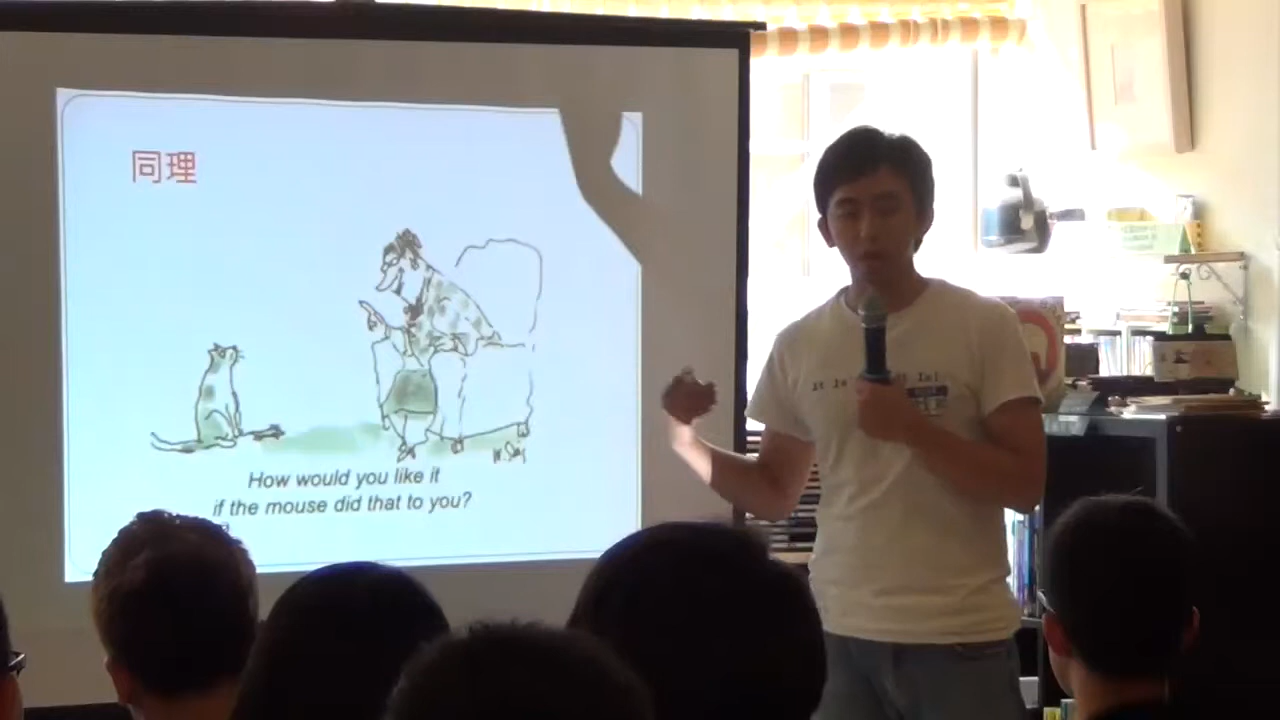 同理
How would you like it
if the mouse did that to you?